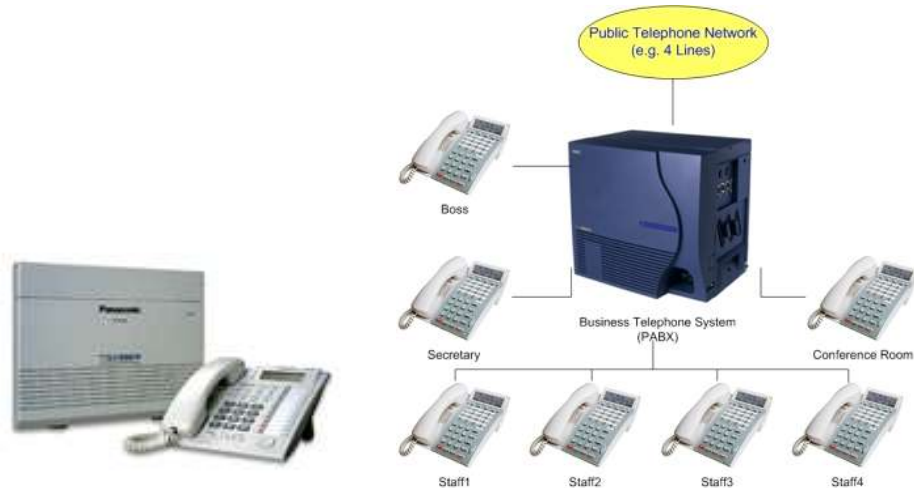 Public Telephone Network
(e.g. 4 Lines)
Boss
Panasonic
Secretary
Business Telephone System
(PABX)
Conference Room
Staff1
Staff2
Staff3
Staff4